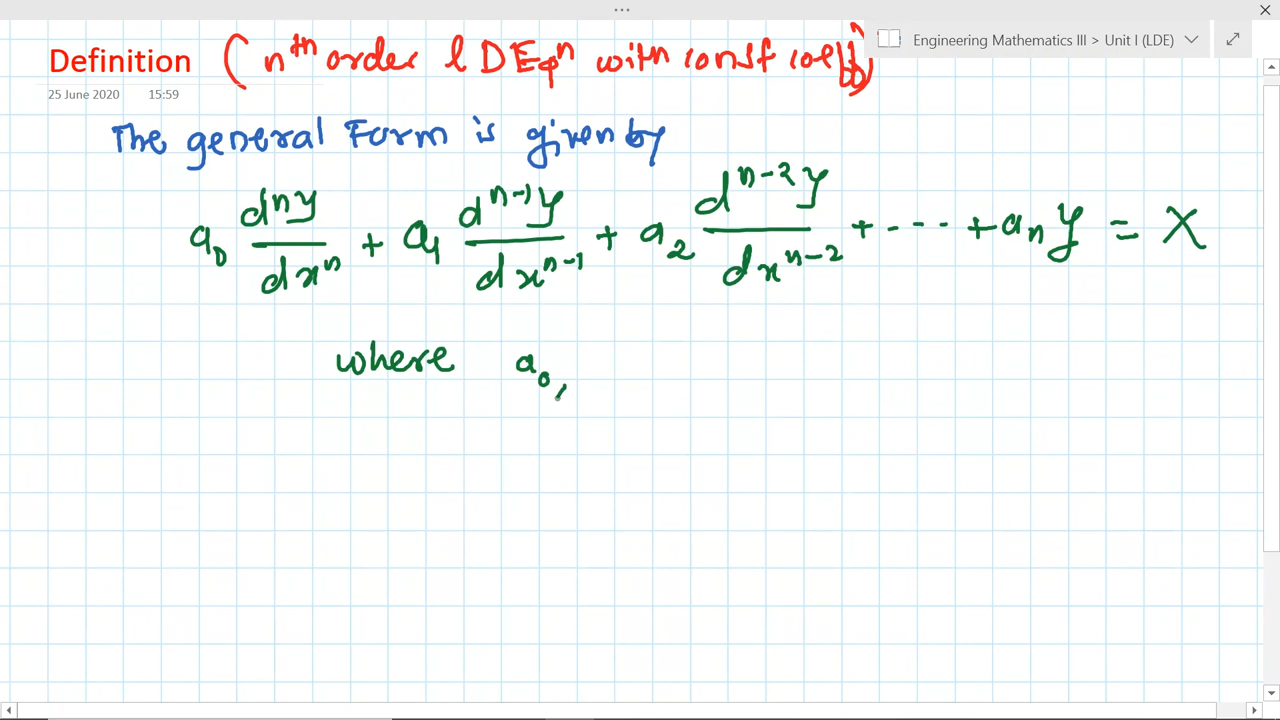 Engineering Mathematics III > Unit I (LDE)
Definition (nth order l DEqn with const coeff)
25 June 2020 15:59
The general Form is given by
a0 dⁿy/dxⁿ + a1 dⁿ⁻¹y/dxⁿ⁻¹ + a2 dⁿ⁻²y/dxⁿ⁻² + ---- + an y = X
where a0,